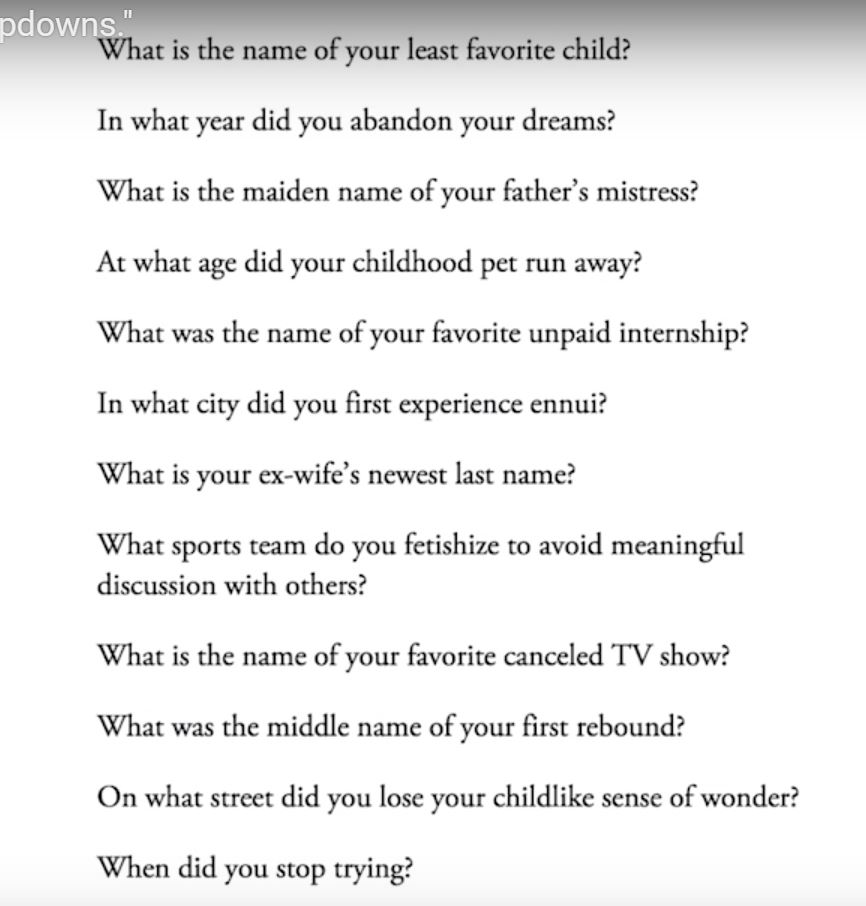 pdowns."
What is the name of your least favorite child?
In what year did you abandon your dreams?
What is the maiden name of your father’s mistress?
At what age did your childhood pet run away?
What was the name of your favorite unpaid internship?
In what city did you first experience ennui?
What is your ex-wife’s newest last name?
What sports team do you fetishize to avoid meaningful
discussion with others?
What is the name of your favorite canceled TV show?
What was the middle name of your first rebound?
On what street did you lose your childlike sense of wonder?
When did you stop trying?